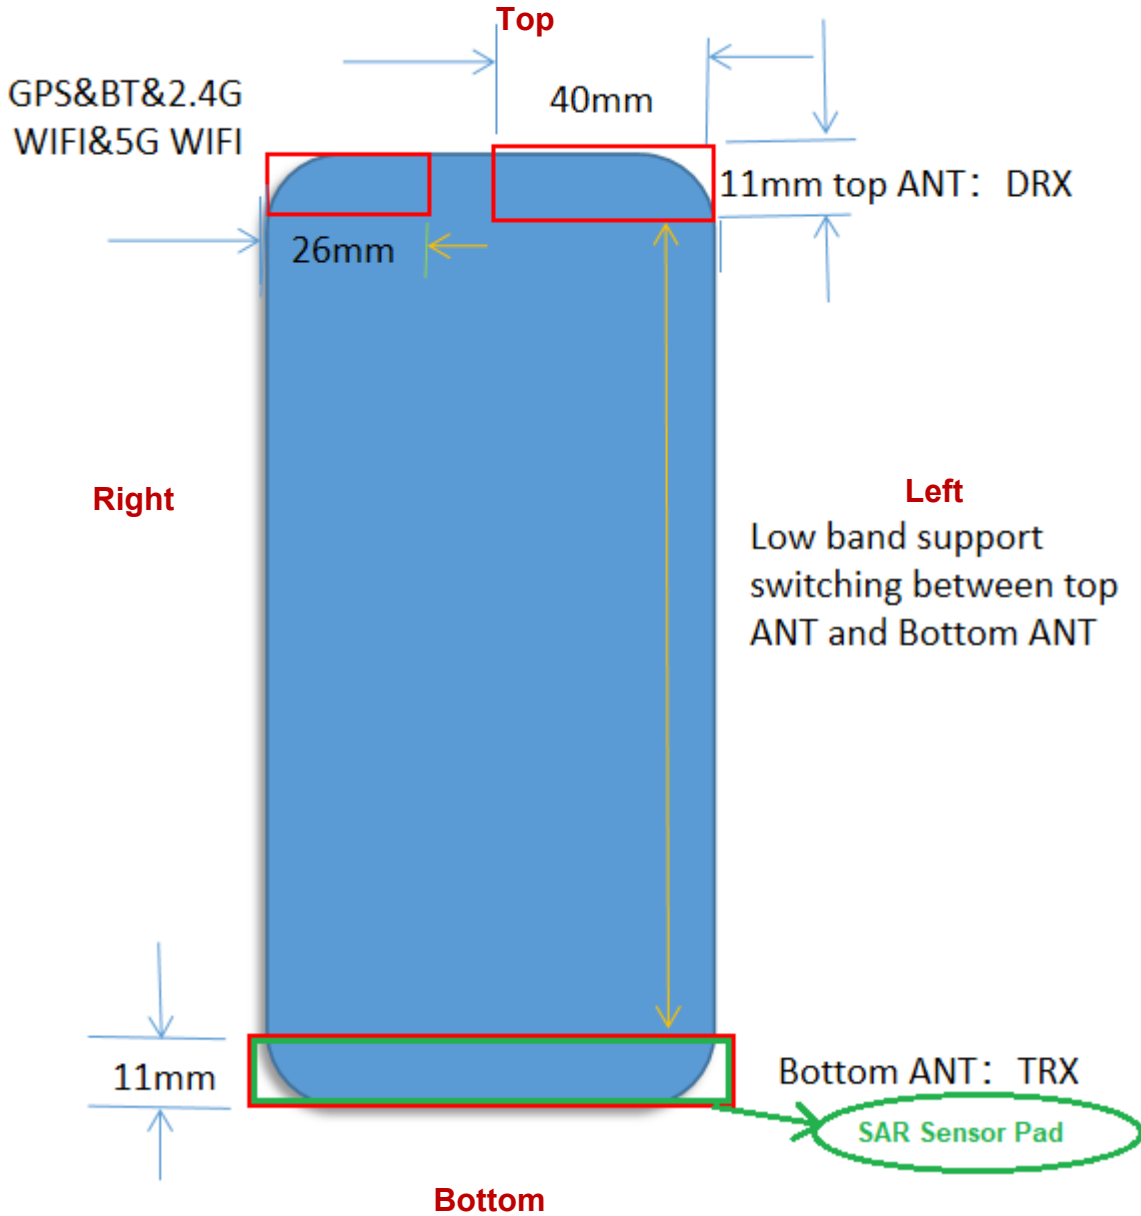 Top
GPS&BT&2.4G
WIFI&5G WIFI
40mm
11mm top ANT：DRX
26mm
Right
Left
Low band support
switching between top
ANT and Bottom ANT
11mm
Bottom ANT：TRX
SAR Sensor Pad
Bottom